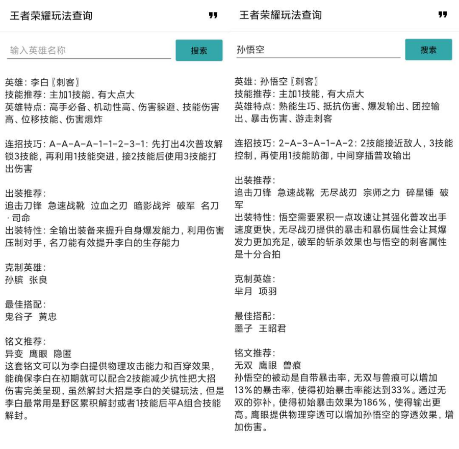 王者荣耀玩法查询
输入英雄名称
搜索
英雄：李白〖刺客〗
技能推荐：主加1技能，有大点大
英雄特点：高手必备、机动性高、伤害躲避、技能伤害
高、位移技能、伤害爆炸
连招技巧：A-A-A-A-1-1-2-3-1：先打出4次普攻解
锁3技能，再利用1技能突进，接2技能后使用3技能打
出伤害
出装推荐：
追击刀锋 急速战靴 泣血之刃 暗影战斧 破军 名刀
·司命
出装特性：全输出装备来提升自身爆发能力，利用伤害
压制对手，名刀能有效提升李白的生存能力
克制英雄：
孙膑 张良
最佳搭配：
鬼谷子 黄忠
铭文推荐：
异变 鹰眼 隐匿
这套铭文可以为李白提供物理攻击能力和百穿效果，
能确保李白在初期就可以配合2技能减少抗性把大招
伤害完美呈现，虽然解封大招是李白的关键玩法，但是
李白最常用是野区累积解封或者1技能后平A组合技能
解封。
王者荣耀玩法查询
孙悟空
搜索
英雄：孙悟空〖刺客〗
技能推荐：主加1技能，有大点大
英雄特点：熟能生巧、抵抗伤害、爆发输出、团控输
出、暴击伤害、游走刺客
连招技巧：2-A-3-A-1-A-2：2技能接近敌人，3技能
控制，再使用1技能防御，中间穿插普攻输出
出装推荐：
追击刀锋 急速战靴 无尽战刃 宗师之力 碎星锤 破
军
出装特性：悟空需要累积一点攻速让其强化普攻出手
速度更快，无尽战刃提供的暴击和暴伤属性会让其爆
发力更加充足，破军的斩杀效果也与悟空的刺客属性
是十分合拍
克制英雄：
芈月 项羽
最佳搭配：
墨子 王昭君
铭文推荐：
无双 鹰眼 兽痕
孙悟空的被动是自带暴击率，无双与兽痕可以增加
13%的暴击率，使得初始暴击率能达到33%。通过无
双的弥补，使得初始暴击效果为186%，使得输出更
高。鹰眼提供物理穿透可以增加孙悟空的穿透效果，增
加伤害。